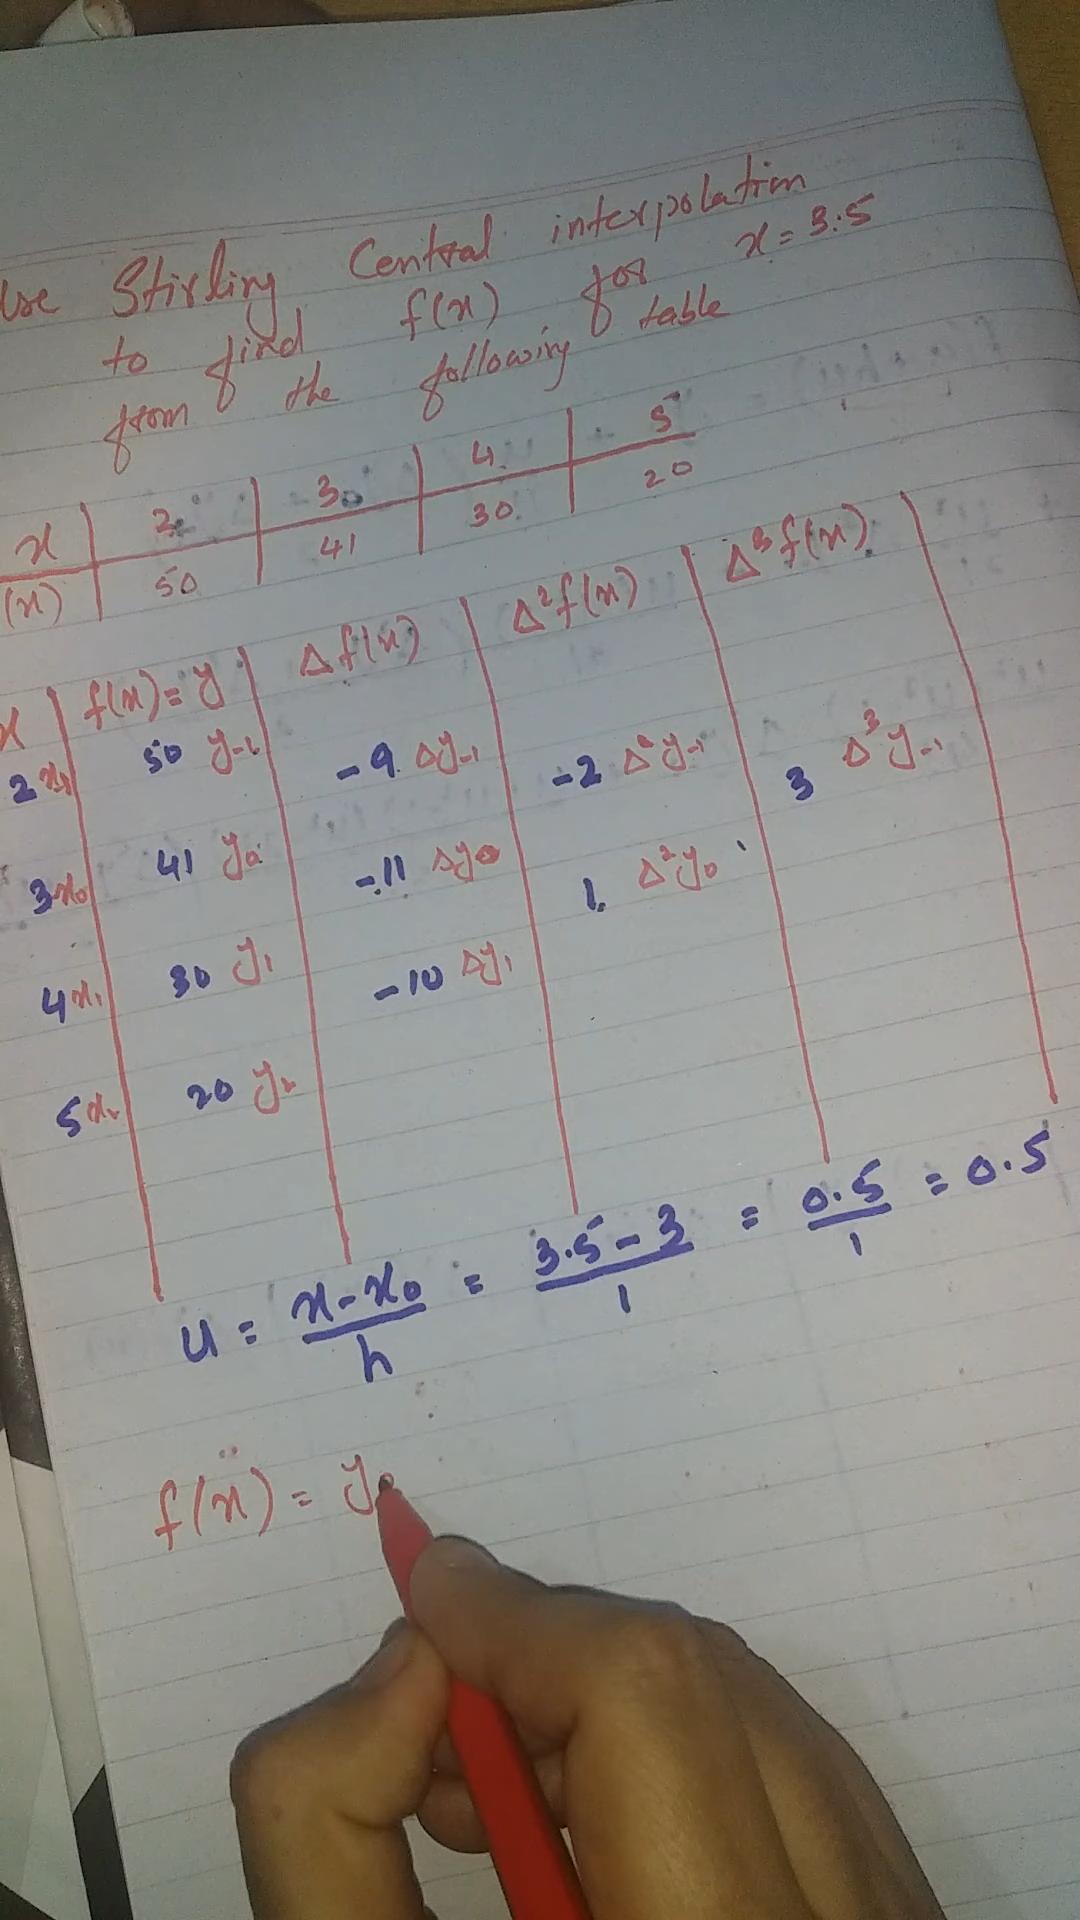 Use Stirling Central interpolation
to find f(x) for x = 3.5
from the following table
x | 2 | 3 | 4 | 5
(x) | 50 | 41 | 30 | 20
x | f(x) = y | Δf(x) | Δ²f(x) | Δ³f(x)
2 | 50 | -9 Δy₋₁ | -2 Δ²y₋₁ | 3 Δ³y₋₁
3 x₀ | 41 y₀ | -11 Δy₀ | 1 Δ²y₀
4 x₁ | 30 y₁ | -10 Δy₁
5 x₂ | 20 y₂
u = (x - x₀)/h = (3.5 - 3)/1 = 0.5/1 = 0.5
f(x) = y₀